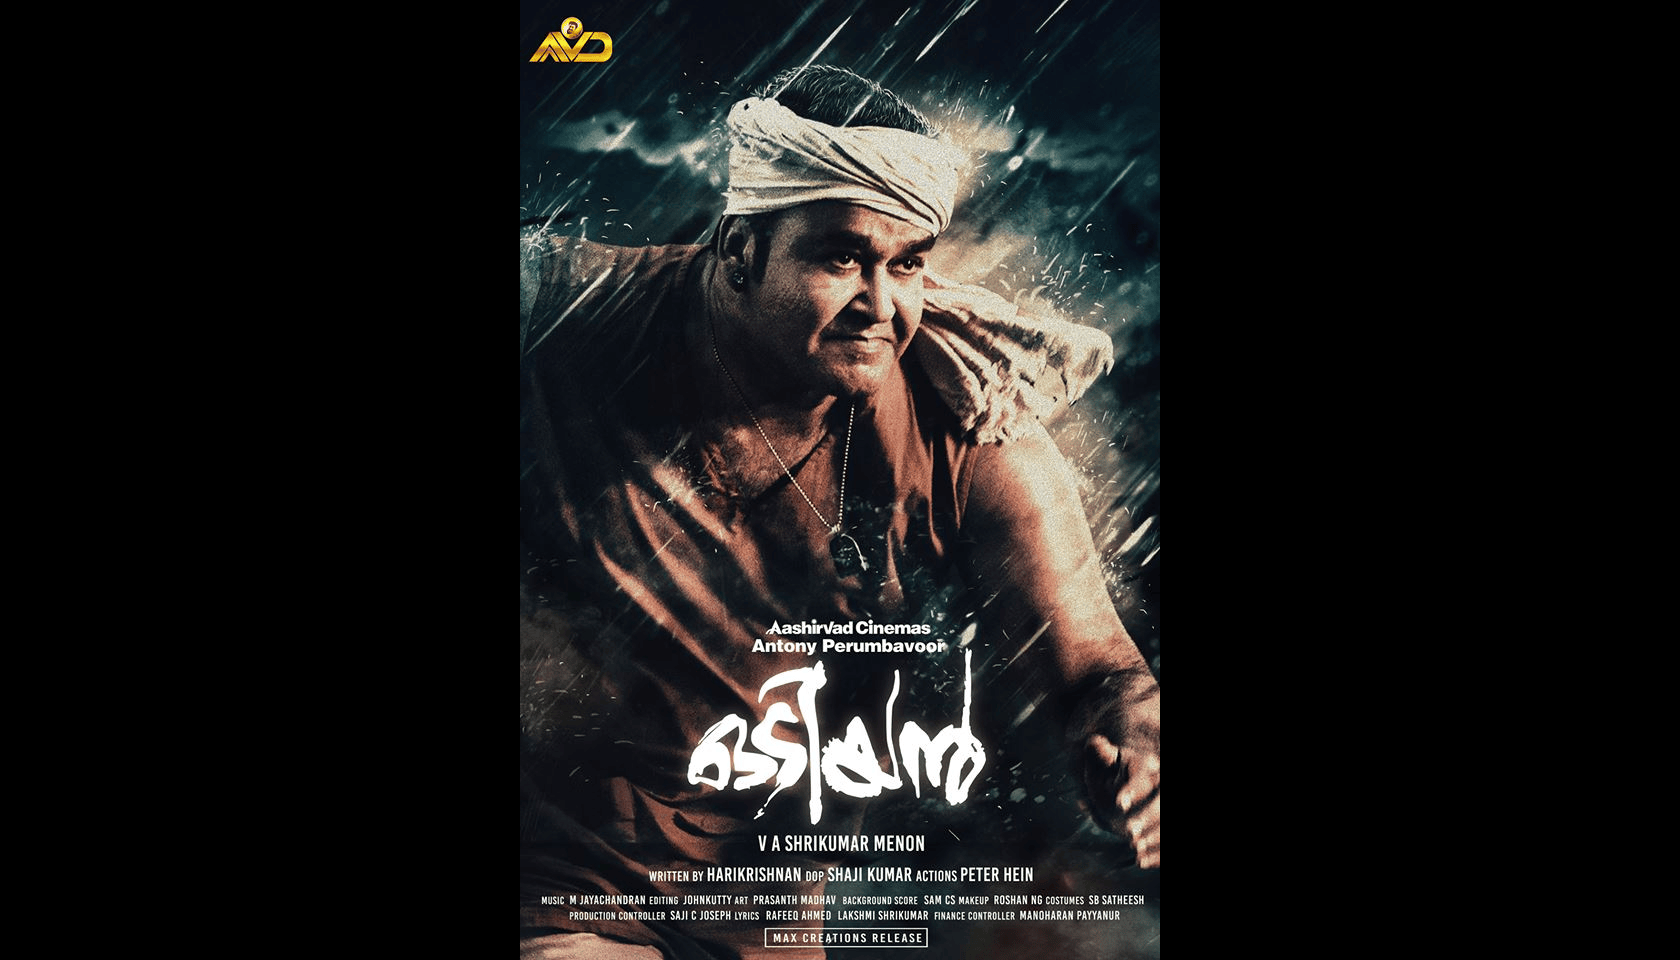 AVD
Aashirvad Cinemas
Antony Perumbavoor
ഒടിയൻ
V A SHRIKUMAR MENON
WRITTEN BY HARIKRISHNAN DOP SHAJI KUMAR ACTIONS PETER HEIN
MUSIC M JAYACHANDRAN EDITING JOHNKUTTY ART PRASANTH MADHAV BACKGROUND SCORE SAM CS MAKEUP ROSHAN NG COSTUMES SB SATHEESH
PRODUCTION CONTROLLER SAJI C JOSEPH LYRICS RAFEEQ AHMED LAKSHMI SHRIKUMAR FINANCE CONTROLLER MANOHARAN PAYYANUR
MAX CREATIONS RELEASE